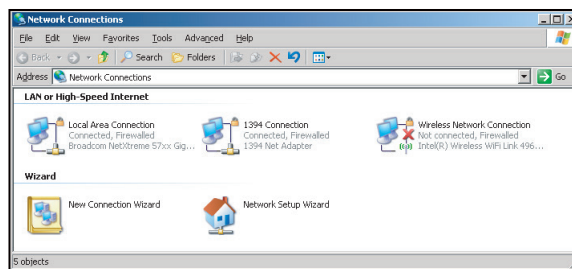 Network Connections
File Edit View Favorites Tools Advanced Help
Back Search Folders
Address Network Connections Go
LAN or High-Speed Internet
Local Area Connection
Connected, Firewalled
Broadcom NetXtreme 57xx Gig...
1394 Connection
Connected, Firewalled
1394 Net Adapter
Wireless Network Connection
Not connected, Firewalled
Intel(R) Wireless WiFi Link 496...
Wizard
New Connection Wizard
Network Setup Wizard
5 objects